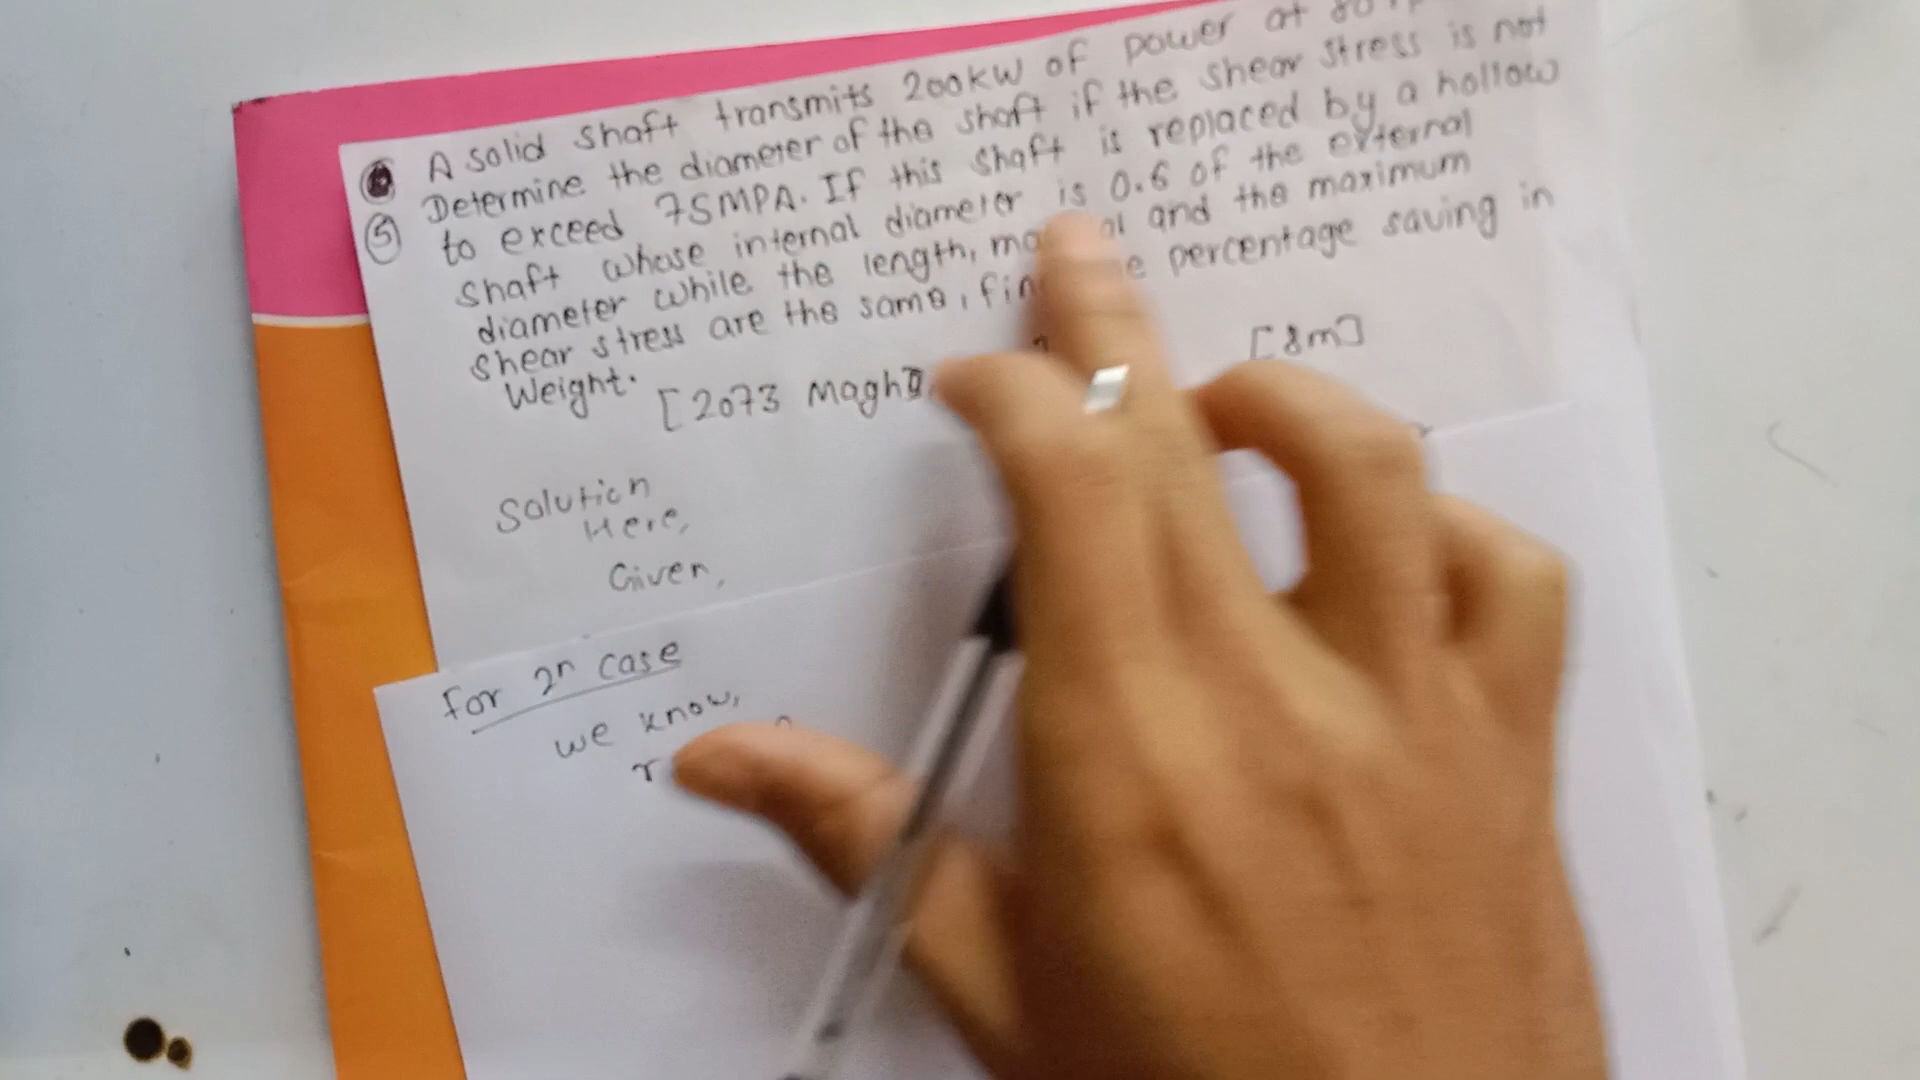 A solid shaft transmits 200kW of power at 80
Determine the diameter of the shaft if the shear stress is not
5 to exceed 75MPA. If this shaft is replaced by a hollow
shaft whose internal diameter is 0.6 of the external
diameter while the length, and the maximum
shear stress are the same, percentage saving in
Weight. [2073 Magh [8m]
Solution
Here,
Given,
For 2n case
we know,